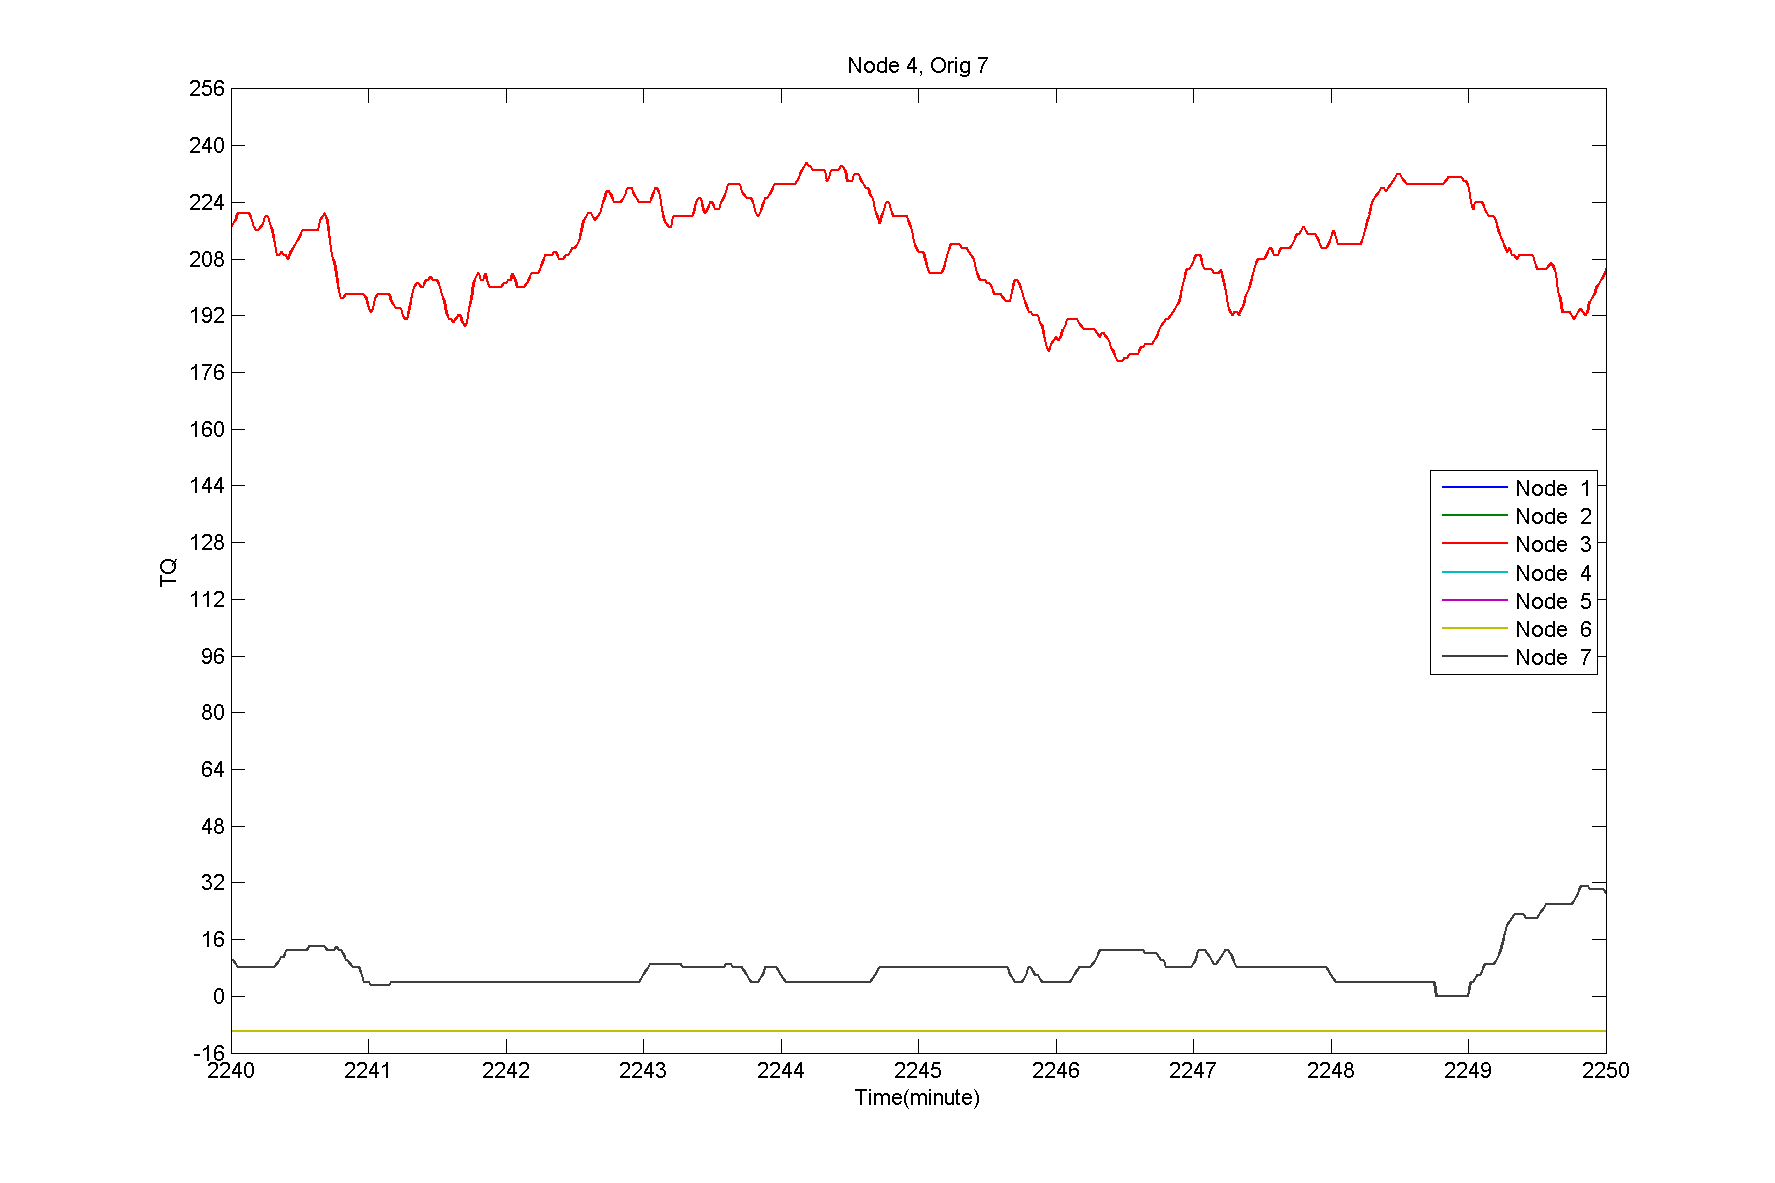 Node 4, Orig 7
256
240
224
208
192
176
160
144
128
112
96
80
64
48
32
16
0
-16
TQ
Node 1
Node 2
Node 3
Node 4
Node 5
Node 6
Node 7
2240 2241 2242 2243 2244 2245 2246 2247 2248 2249 2250
Time(minute)